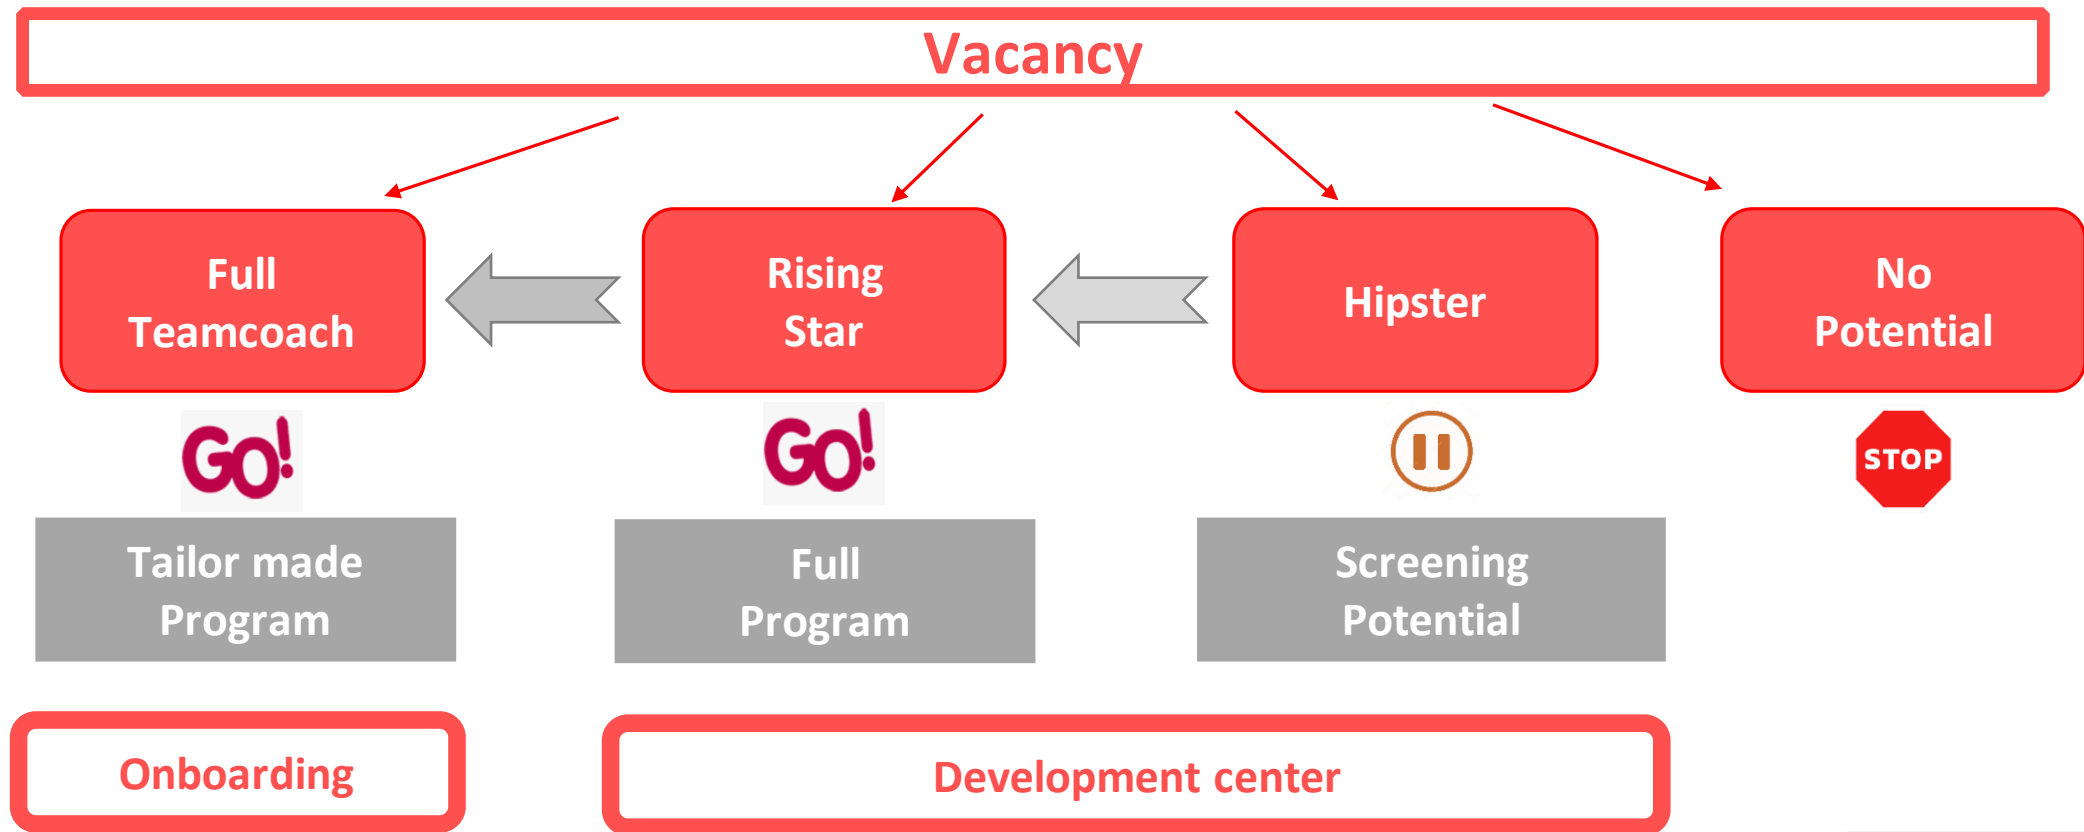 Vacancy
Full
Teamcoach
Rising
Star
Hipster
No
Potential
GO!
GO!
STOP
Tailor made
Program
Full
Program
Screening
Potential
Onboarding
Development center